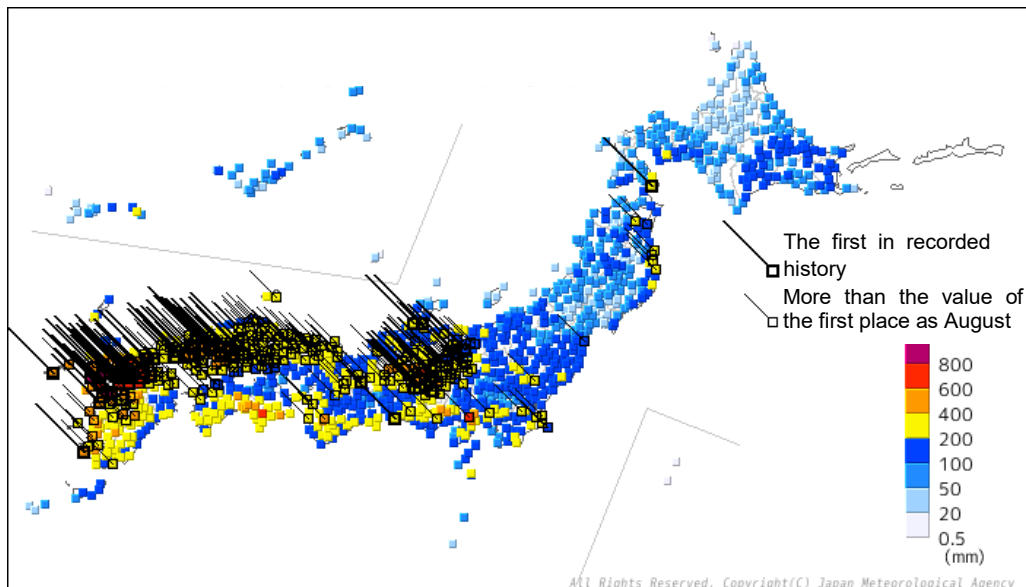 The first in recorded
history
More than the value of
the first place as August
800
600
400
200
100
50
20
0.5
(mm)
All Rights Reserved, Copyright(C) Japan Meteorological Agency